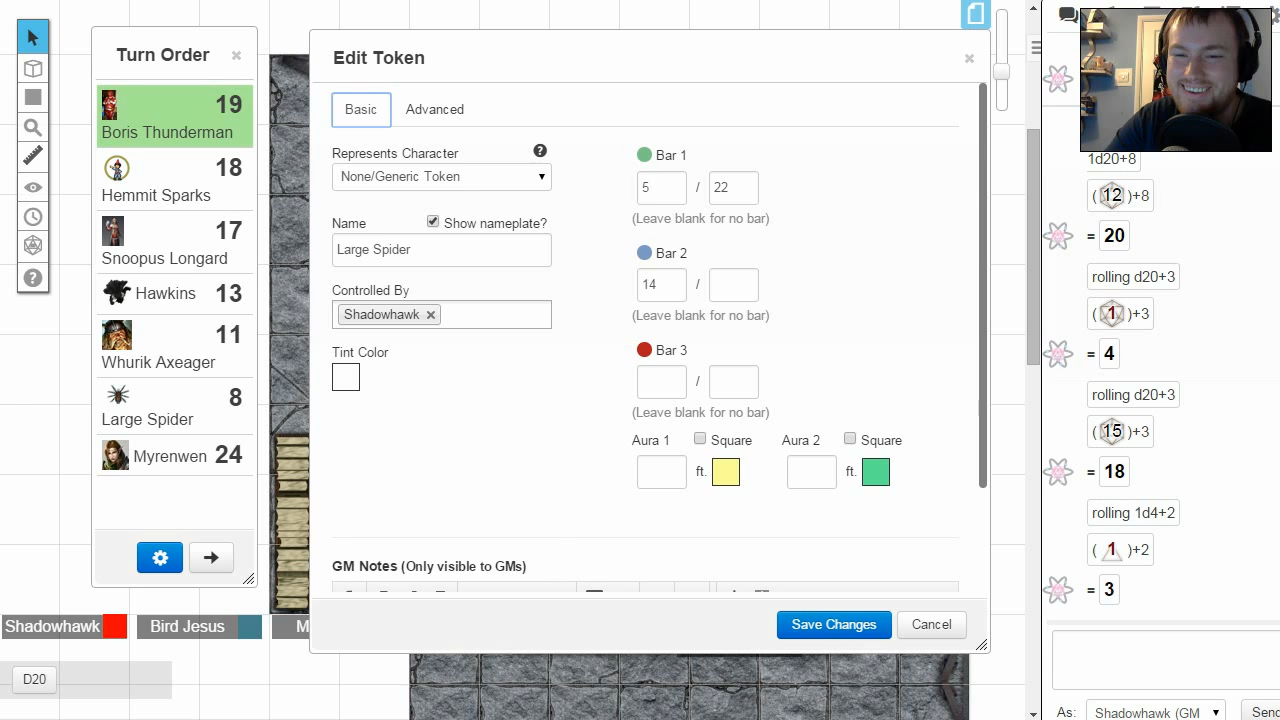 Turn Order ×
19
Boris Thunderman
18
Hemmit Sparks
17
Snoopus Longard
Hawkins 13
11
Whurik Axeager
8
Large Spider
Myrenwen 24
Edit Token ×
Basic Advanced
Represents Character ?
None/Generic Token
Name Show nameplate?
Large Spider
Controlled By
Shadowhawk ×
Tint Color
Bar 1
5 / 22
(Leave blank for no bar)
Bar 2
14 /
(Leave blank for no bar)
Bar 3
/
(Leave blank for no bar)
Aura 1 Square Aura 2 Square
ft. ft.
GM Notes (Only visible to GMs)
Save Changes Cancel
Shadowhawk Bird Jesus M
D20
1d20+8
(12)+8
= 20
rolling d20+3
(1)+3
= 4
rolling d20+3
(15)+3
= 18
rolling 1d4+2
(1)+2
= 3
As: Shadowhawk (GM Send
?